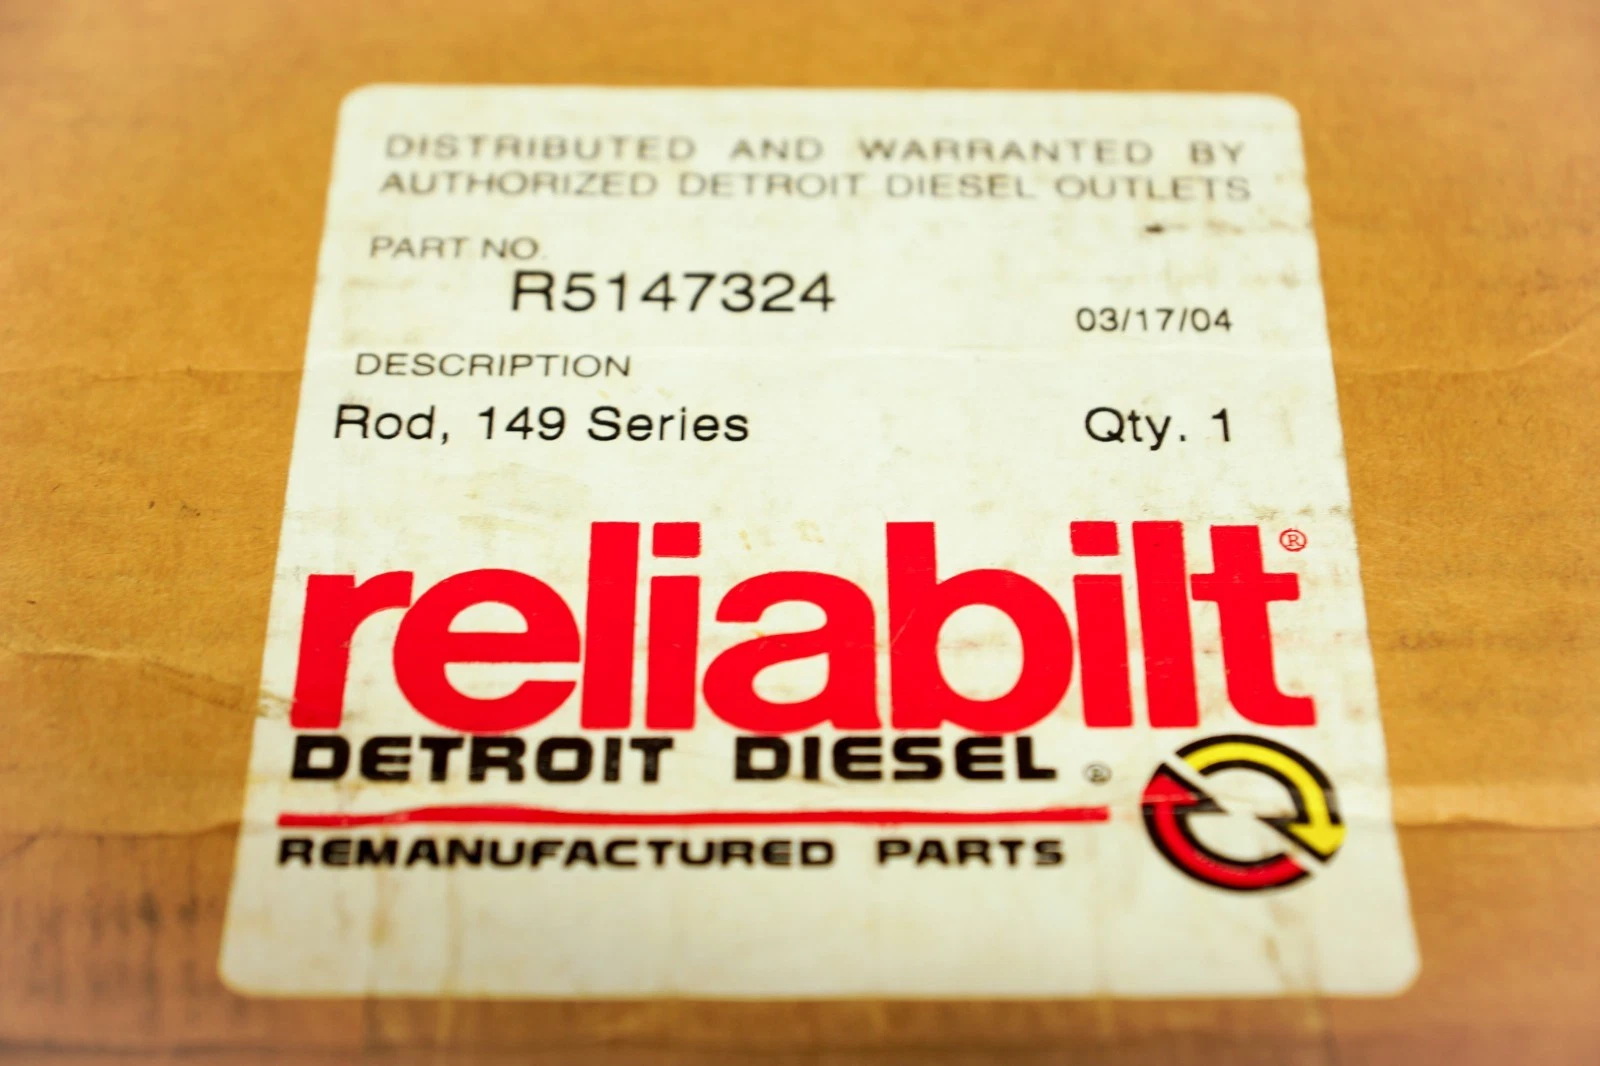 DISTRIBUTED AND WARRANTED BY
AUTHORIZED DETROIT DIESEL OUTLETS
PART NO.
R5147324
03/17/04
DESCRIPTION
Rod, 149 Series Qty. 1
reliabilt®
DETROIT DIESEL®
REMANUFACTURED PARTS